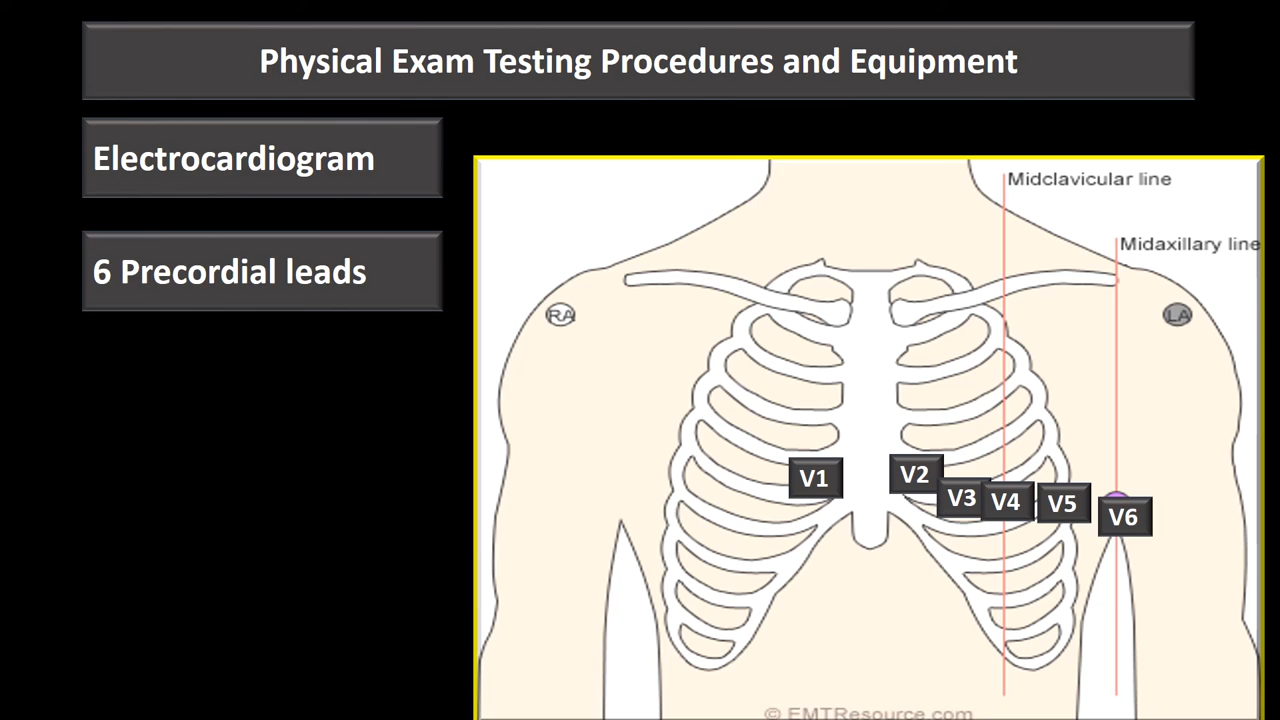 Physical Exam Testing Procedures and Equipment
Electrocardiogram
6 Precordial leads
Midclavicular line
Midaxillary line
RA
LA
V1
V2
V3
V4
V5
V6
© EMTResource.com